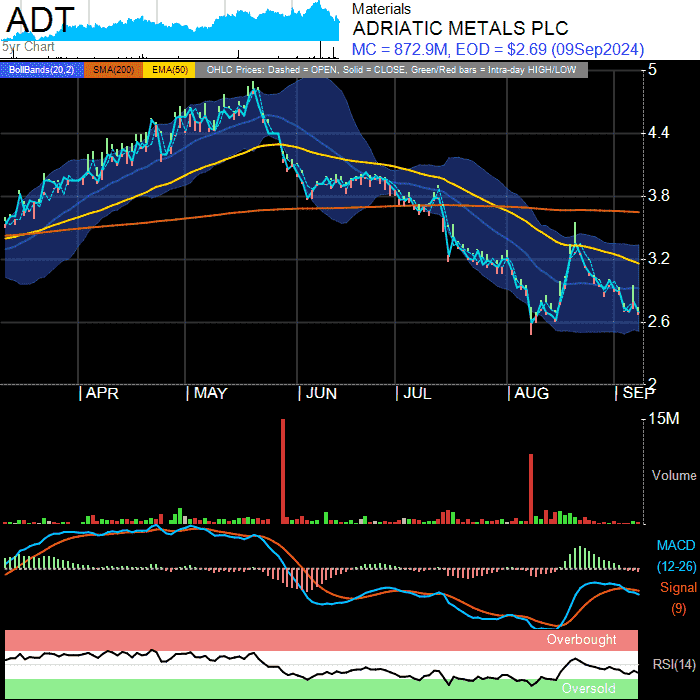 ADT
5yr Chart
Materials
ADRIATIC METALS PLC
MC = 872.9M, EOD = $2.69 (09Sep2024)
BollBands(20,2) SMA(200) EMA(50) OHLC Prices: Dashed = OPEN, Solid = CLOSE, Green/Red bars = Intra-day HIGH/LOW
5
4.4
3.8
3.2
2.6
2
| APR | MAY | JUN | JUL | AUG | SEP
15M
Volume
MACD
(12-26)
Signal
(9)
Overbought
RSI(14)
Oversold